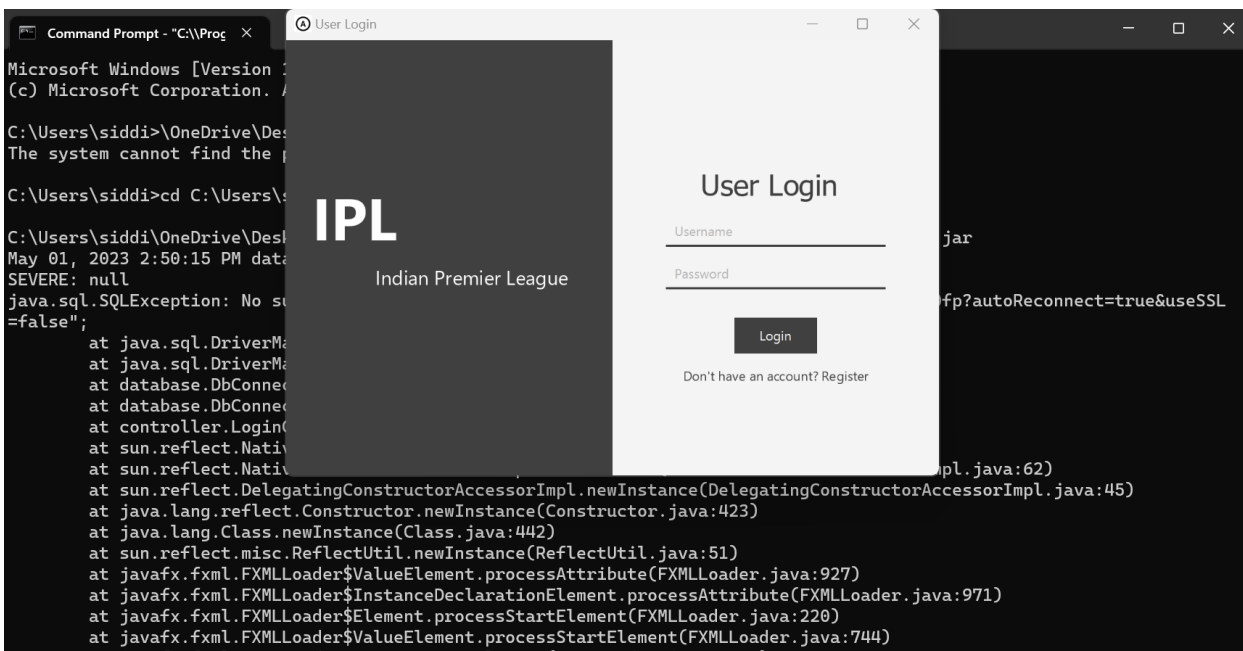 Command Prompt - "C:\\Prog
User Login
Microsoft Windows [Version
(c) Microsoft Corporation.
C:\Users\siddi>\OneDrive\Des
The system cannot find the
C:\Users\siddi>cd C:\Users\
C:\Users\siddi\OneDrive\Desk jar
May 01, 2023 2:50:15 PM data
SEVERE: null
java.sql.SQLException: No su fp?autoReconnect=true&useSSL
=false";
at java.sql.DriverMa
at java.sql.DriverMa
at database.DbConnec
at database.DbConnec
at controller.Login
at sun.reflect.Nativ
at sun.reflect.Nativ pl.java:62)
at sun.reflect.DelegatingConstructorAccessorImpl.newInstance(DelegatingConstructorAccessorImpl.java:45)
at java.lang.reflect.Constructor.newInstance(Constructor.java:423)
at java.lang.Class.newInstance(Class.java:442)
at sun.reflect.misc.ReflectUtil.newInstance(ReflectUtil.java:51)
at javafx.fxml.FXMLLoader$ValueElement.processAttribute(FXMLLoader.java:927)
at javafx.fxml.FXMLLoader$InstanceDeclarationElement.processAttribute(FXMLLoader.java:971)
at javafx.fxml.FXMLLoader$Element.processStartElement(FXMLLoader.java:220)
at javafx.fxml.FXMLLoader$ValueElement.processStartElement(FXMLLoader.java:744)
IPL
Indian Premier League
User Login
Username
Password
Login
Don't have an account? Register